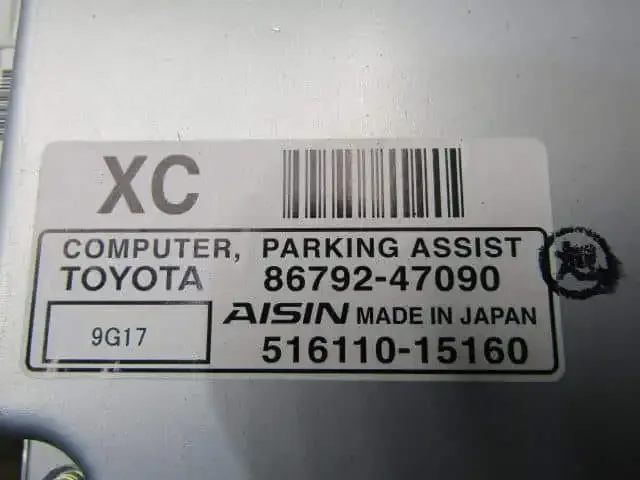 XC
COMPUTER, PARKING ASSIST
TOYOTA 86792-47090
AISIN MADE IN JAPAN
9G17
516110-15160